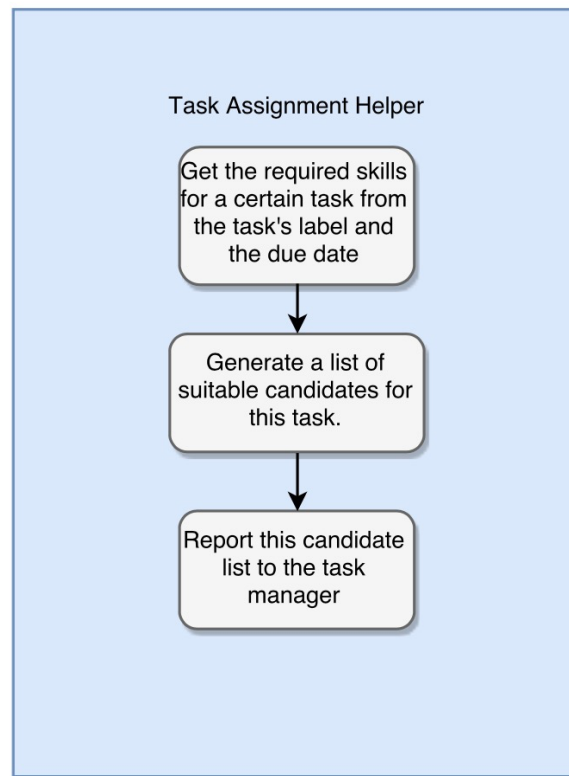 Task Assignment Helper
Get the required skills
for a certain task from
the task's label and
the due date
Generate a list of
suitable candidates for
this task.
Report this candidate
list to the task
manager